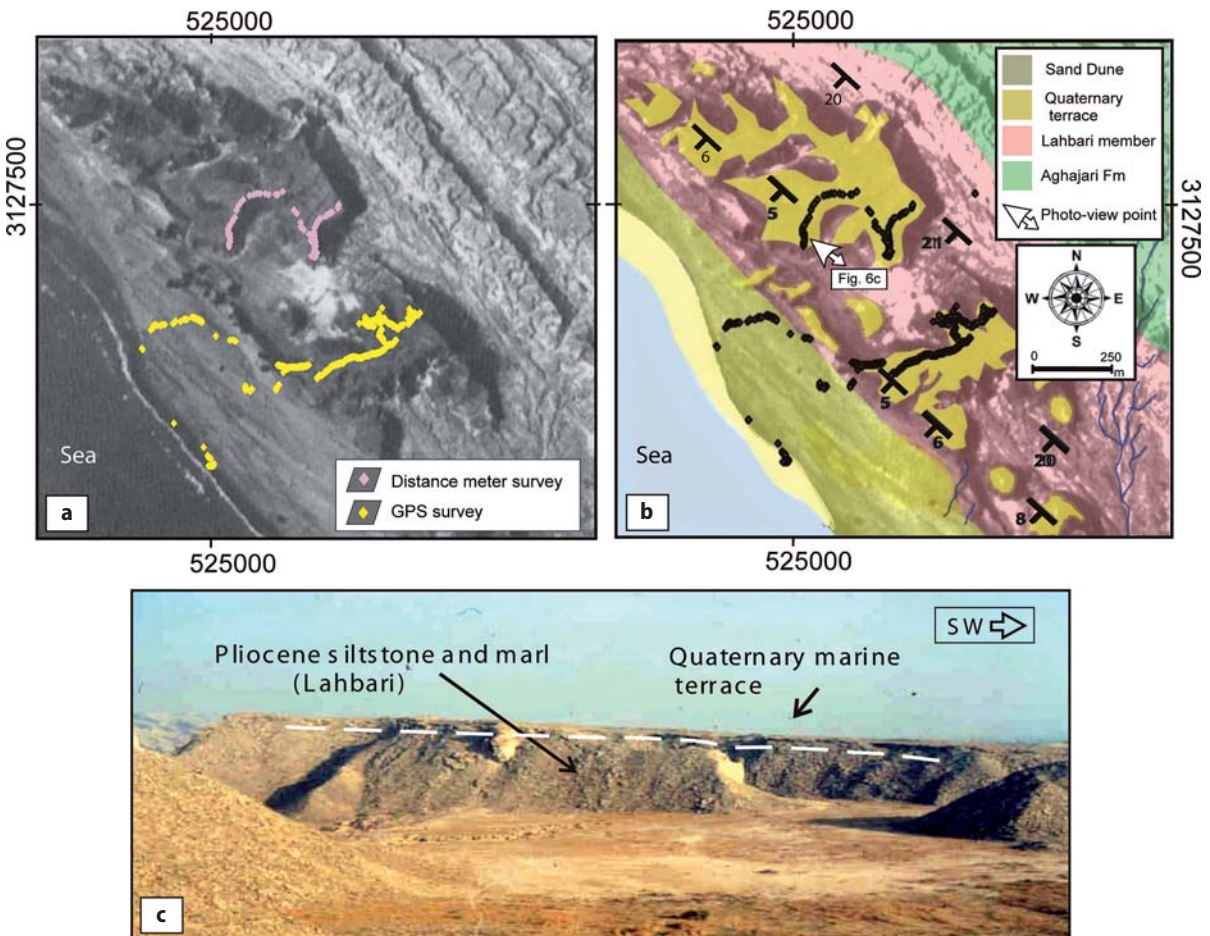 525000
525000
3127500
Sea
a
Distance meter survey
GPS survey
525000
20
6
5
21
Fig. 6c
5
6
20
8
Sea
b
Sand Dune
Quaternary
terrace
Lahbari member
Aghajari Fm
Photo-view point
N
W
E
S
0
250
m
3127500
525000
SW
Pliocene siltstone and marl
(Lahbari)
Quaternary marine
terrace
c